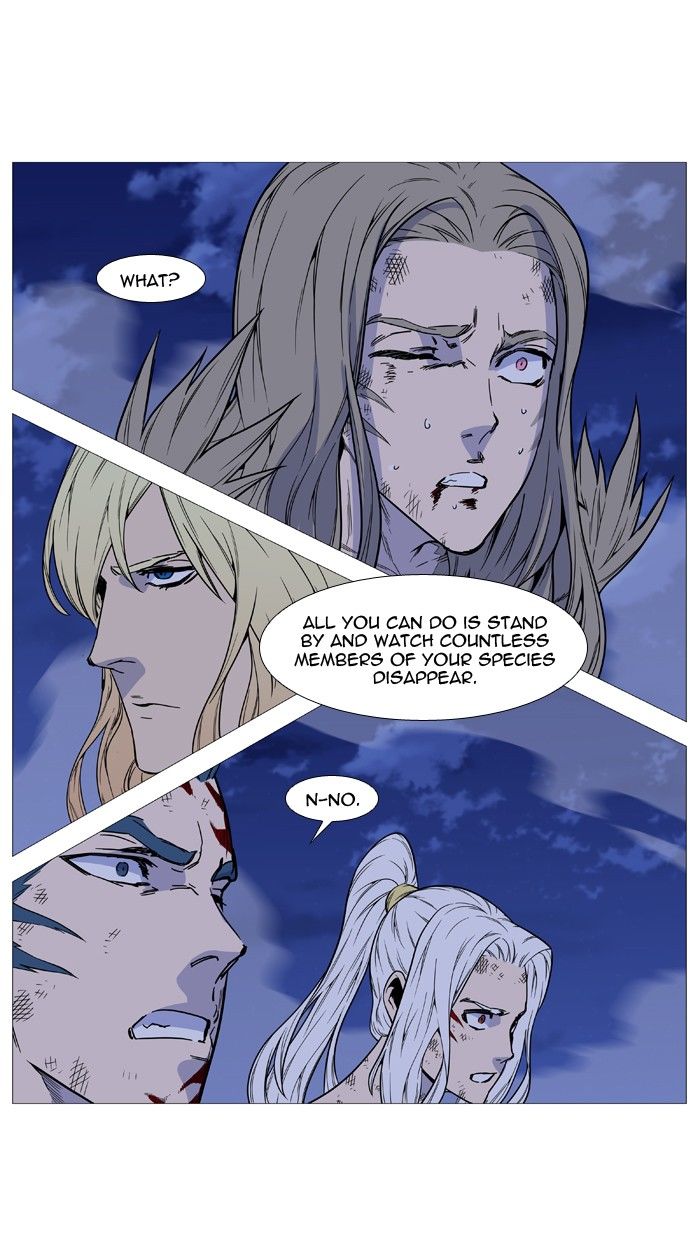 WHAT?
ALL YOU CAN DO IS STAND
BY AND WATCH COUNTLESS
MEMBERS OF YOUR SPECIES
DISAPPEAR.
N-NO.